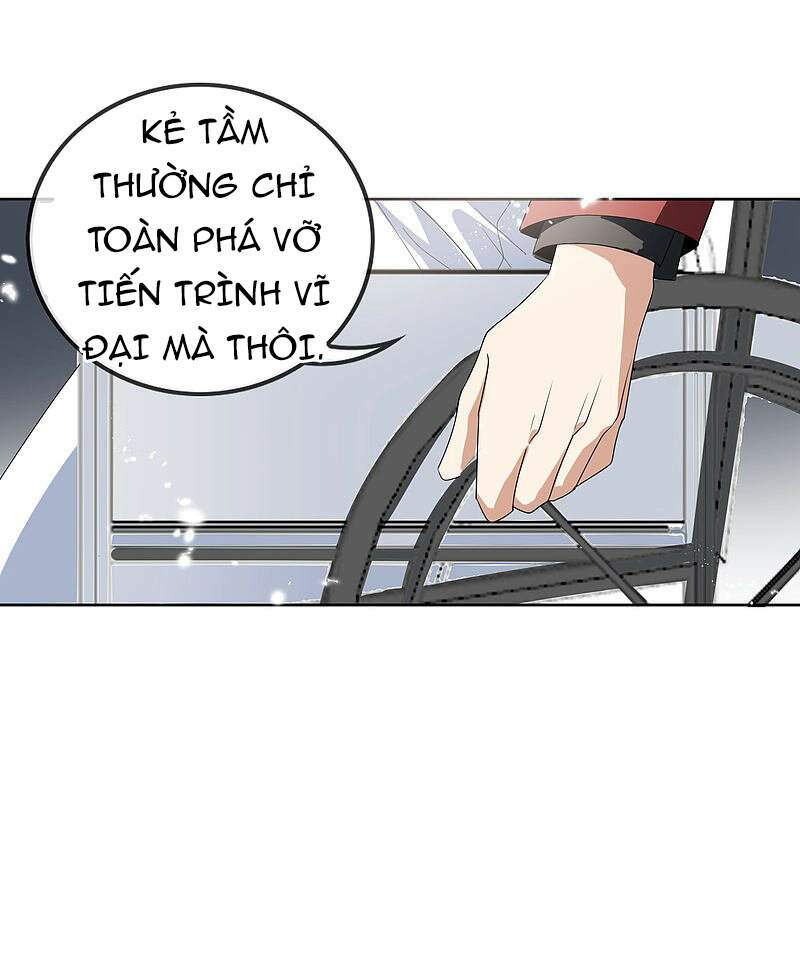 KẺ TẦM
THƯỜNG CHỈ
TOÀN PHÁ VỠ
TIẾN TRÌNH VĨ
ĐẠI MÀ THÔI.